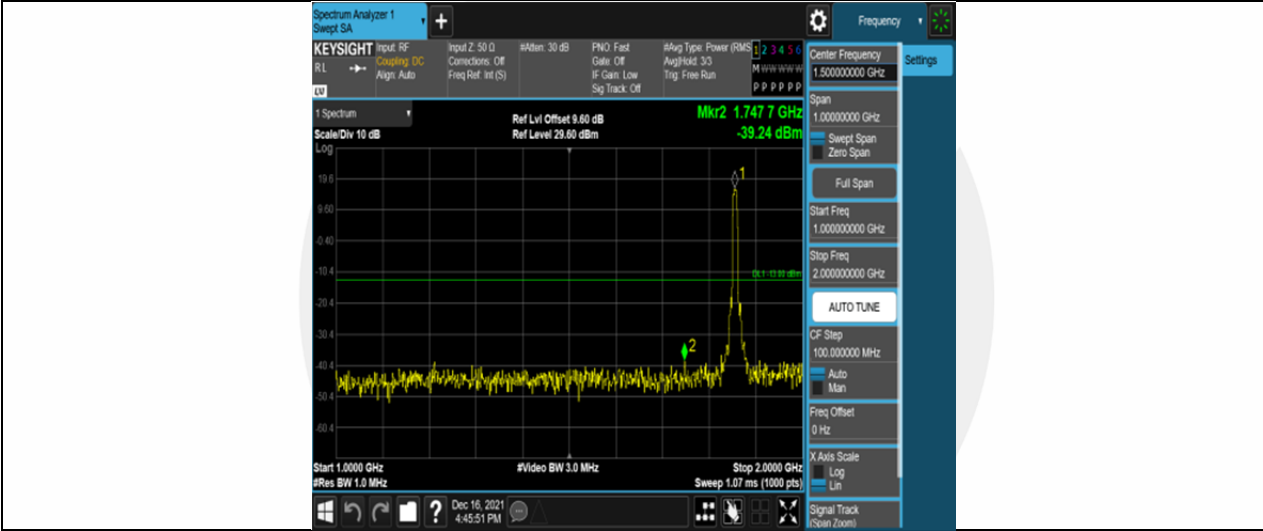 Spectrum Analyzer 1
Swept SA
+
Frequency
KEYSIGHT
RL
LV
Input: RF
Coupling: DC
Align: Auto
Input Z: 50 Ω
Corrections: Off
Freq Ref: Int (S)
#Atten: 30 dB
PNO: Fast
Gate: Off
IF Gain: Low
Sig Track: Off
#Avg Type: Power (RMS
Avg|Hold: 3/3
Trig: Free Run
1 2 3 4 5 6
M W W W W W
P P P P P P
Center Frequency
1.500000000 GHz
Settings
Span
1.00000000 GHz
Swept Span
Zero Span
Full Span
Start Freq
1.000000000 GHz
Stop Freq
2.000000000 GHz
AUTO TUNE
CF Step
100.000000 MHz
Auto
Man
Freq Offset
0 Hz
X Axis Scale
Log
Lin
Signal Track
(Span Zoom)
1 Spectrum
Scale/Div 10 dB
Log
Ref Lvl Offset 9.60 dB
Ref Level 29.60 dBm
Mkr2 1.747 7 GHz
-39.24 dBm
19.6
9.60
-0.40
-10.4
-20.4
-30.4
-40.4
-50.4
-60.4
1
DL1 -13.00 dBm
2
Start 1.0000 GHz
#Res BW 1.0 MHz
#Video BW 3.0 MHz
Stop 2.0000 GHz
Sweep 1.07 ms (1000 pts)
?
Dec 16, 2021
4:45:51 PM